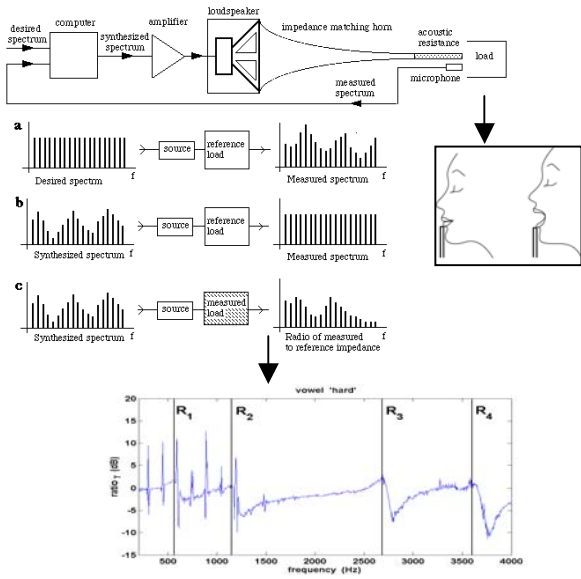 loudspeaker
desired spectrum
computer
synthesized spectrum
amplifier
impedance matching horn
acoustic resistance
load
measured spectrum
microphone
a
Desired spectrm
f
source
reference load
Measured spectrum
f
b
Synthesized spectrum
f
source
reference load
Measured spectrum
f
c
Synthesized spectrum
f
source
measured load
Radio of measured
to reference impedance
f
vowel 'hard'
R1
R2
R3
R4
20
15
10
5
0
-5
-10
-15
ratio γ (dB)
500
1000
1500
2000
2500
3000
3500
4000
frequency (Hz)